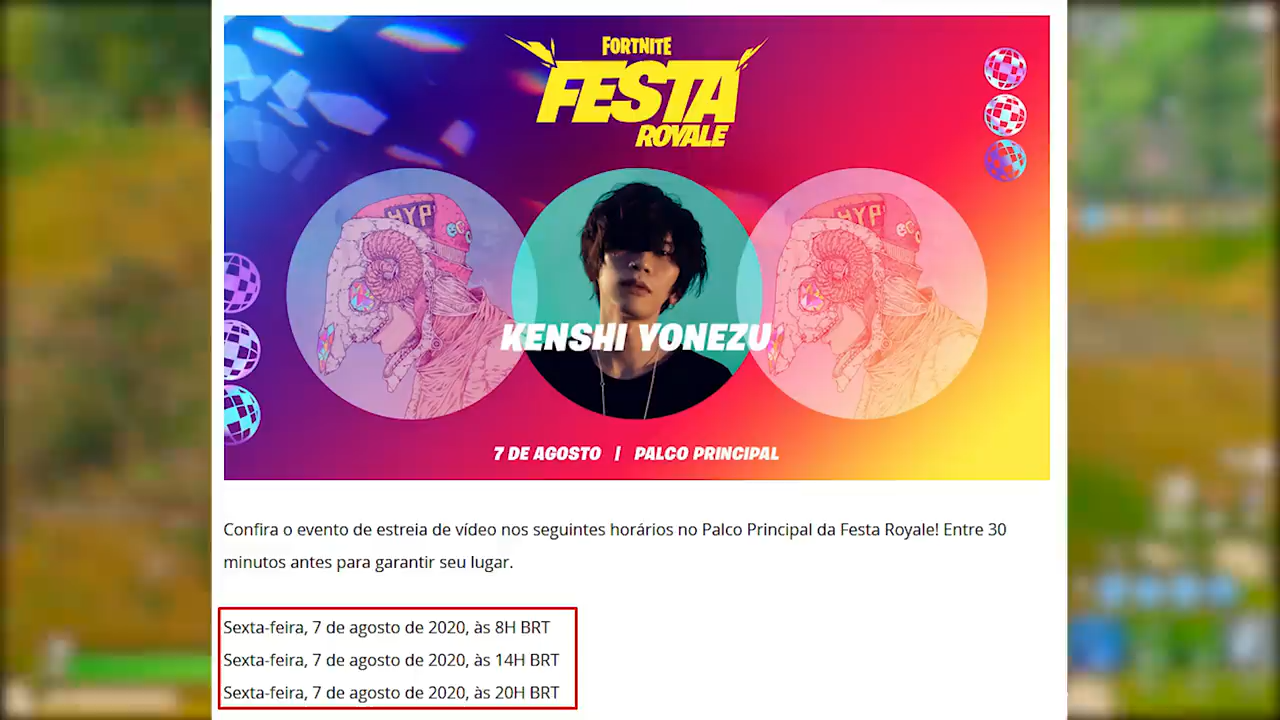 FORTNITE
FESTA
ROYALE
HYP HYP
KENSHI YONEZU
7 DE AGOSTO | PALCO PRINCIPAL
Confira o evento de estreia de vídeo nos seguintes horários no Palco Principal da Festa Royale! Entre 30
minutos antes para garantir seu lugar.
Sexta-feira, 7 de agosto de 2020, às 8H BRT
Sexta-feira, 7 de agosto de 2020, às 14H BRT
Sexta-feira, 7 de agosto de 2020, às 20H BRT